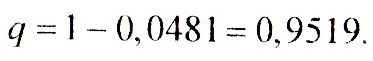 q = 1 − 0,0481 = 0,9519.